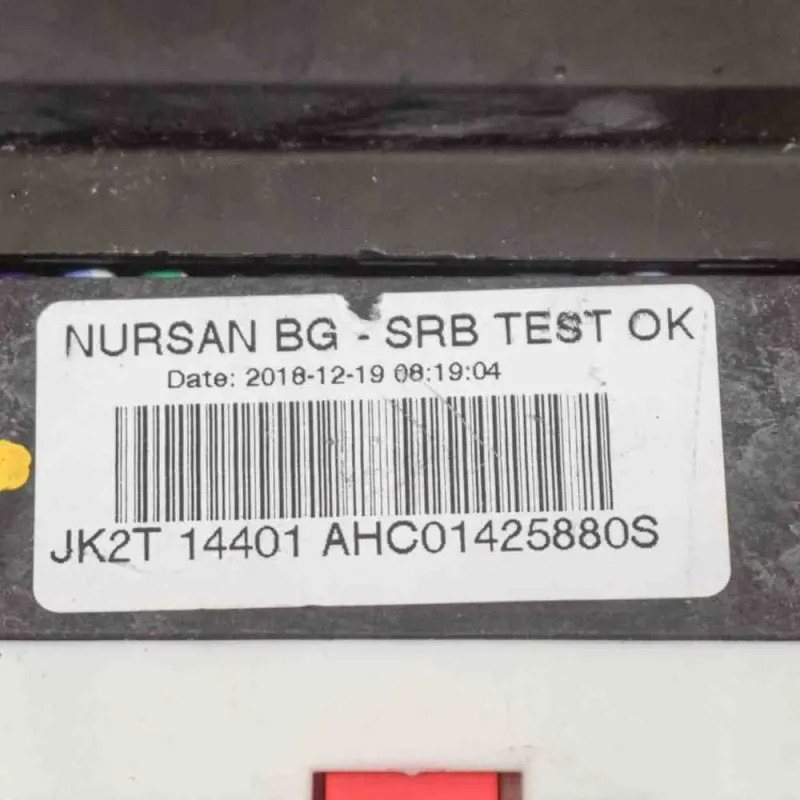 NURSAN BG - SRB TEST OK
Date: 2018-12-19 08:19:04
JK2T 14401 AHC01425880S